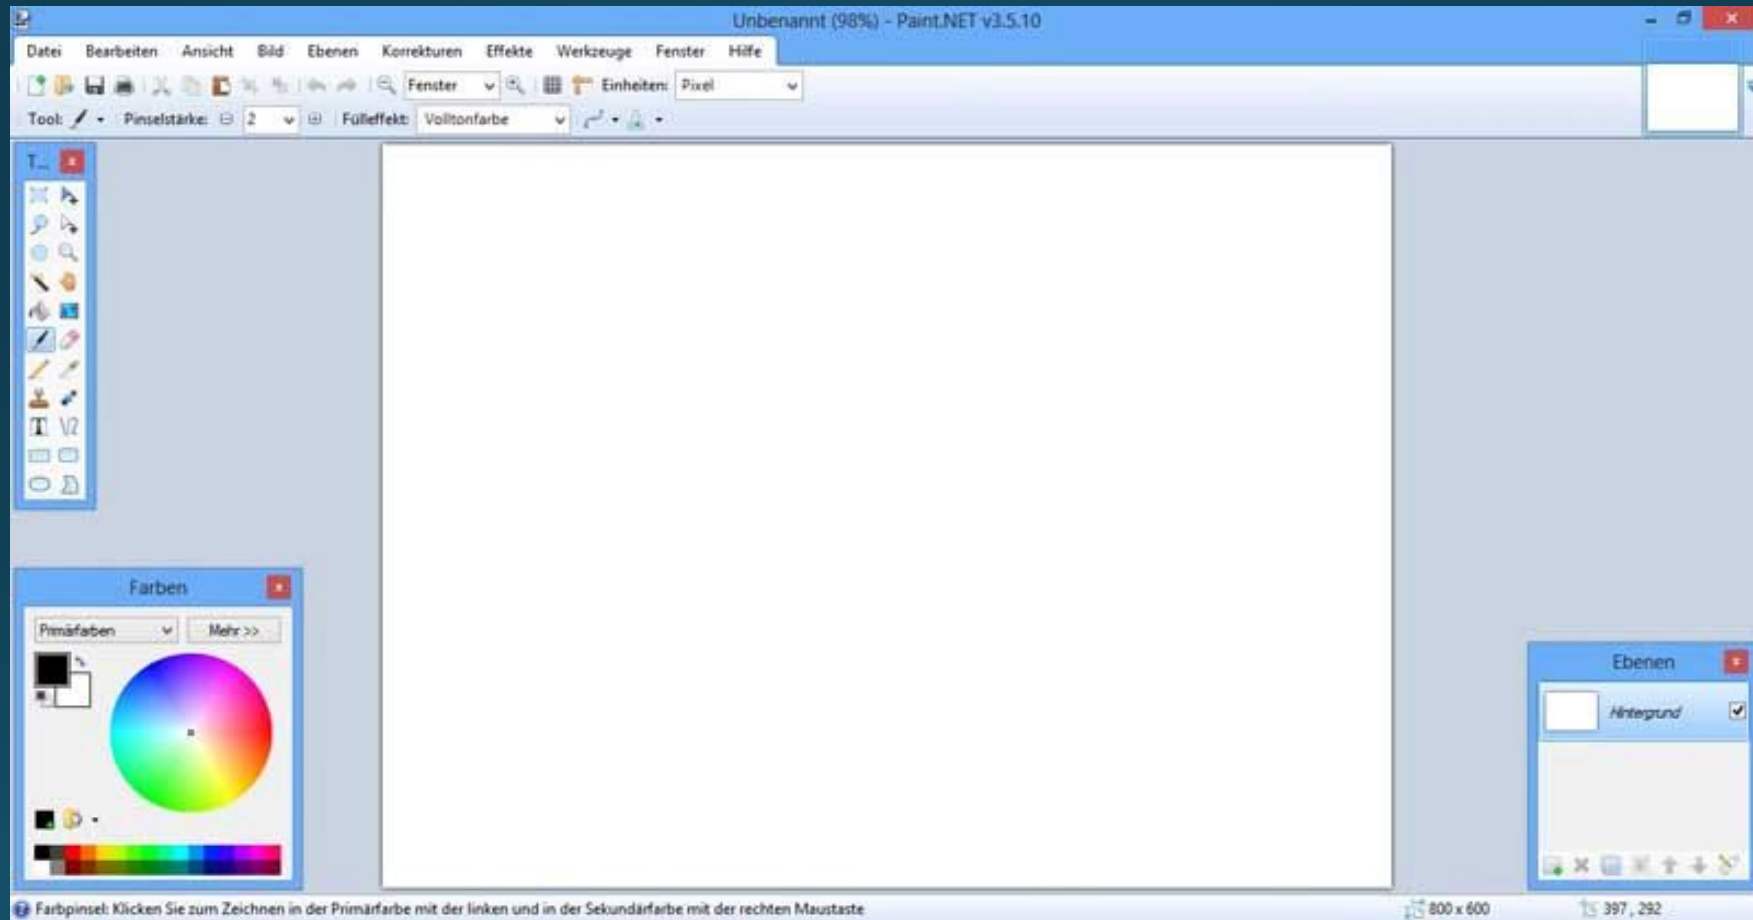 Unbenannt (98%) - Paint.NET v3.5.10
Datei Bearbeiten Ansicht Bild Ebenen Korrekturen Effekte Werkzeuge Fenster Hilfe
Fenster Einheiten: Pixel
Tool: Pinselstärke: 2 Fülleffekt: Volltonfarbe
T...
Farben
Primärfarben Mehr >>
Ebenen
Hintergrund
Farbpinsel: Klicken Sie zum Zeichnen in der Primärfarbe mit der linken und in der Sekundärfarbe mit der rechten Maustaste 800 x 600 397, 292